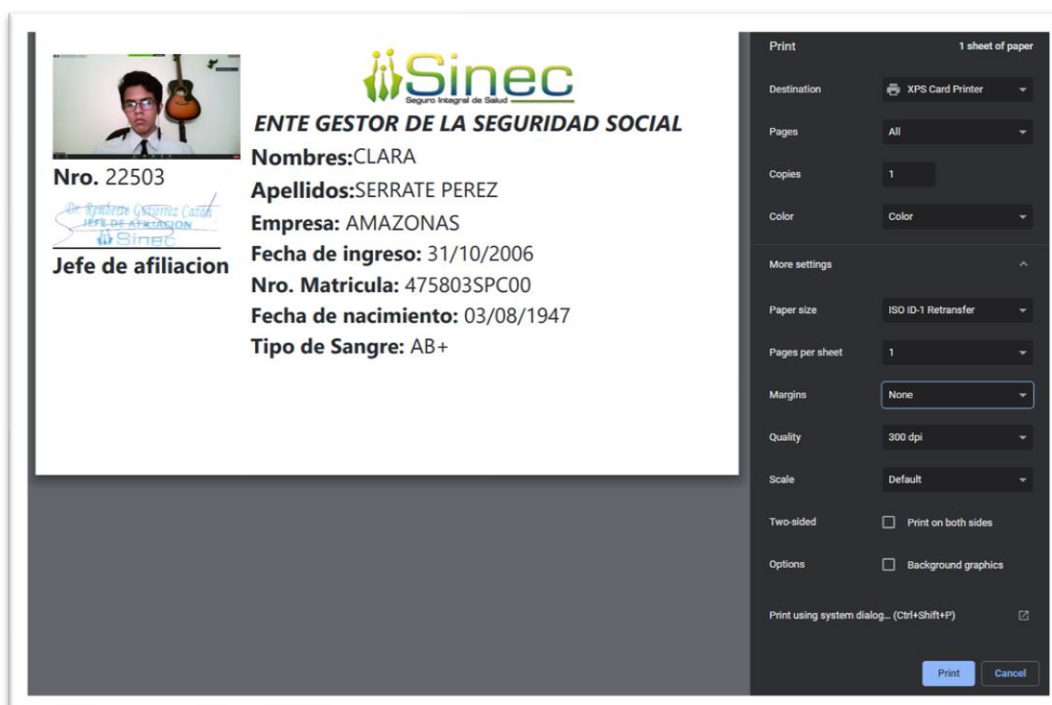 Sinec
Seguro Integral de Salud
ENTE GESTOR DE LA SEGURIDAD SOCIAL
Nombres:CLARA
Apellidos:SERRATE PEREZ
Empresa: AMAZONAS
Fecha de ingreso: 31/10/2006
Nro. Matricula: 475803SPC00
Fecha de nacimiento: 03/08/1947
Tipo de Sangre: AB+
Nro. 22503
JEFE DE AFILIACION
Sinec
Jefe de afiliacion
Print 1 sheet of paper
Destination XPS Card Printer
Pages All
Copies 1
Color Color
More settings
Paper size ISO ID-1 Retransfer
Pages per sheet 1
Margins None
Quality 300 dpi
Scale Default
Two-sided Print on both sides
Options Background graphics
Print using system dialog... (Ctrl+Shift+P)
Print Cancel